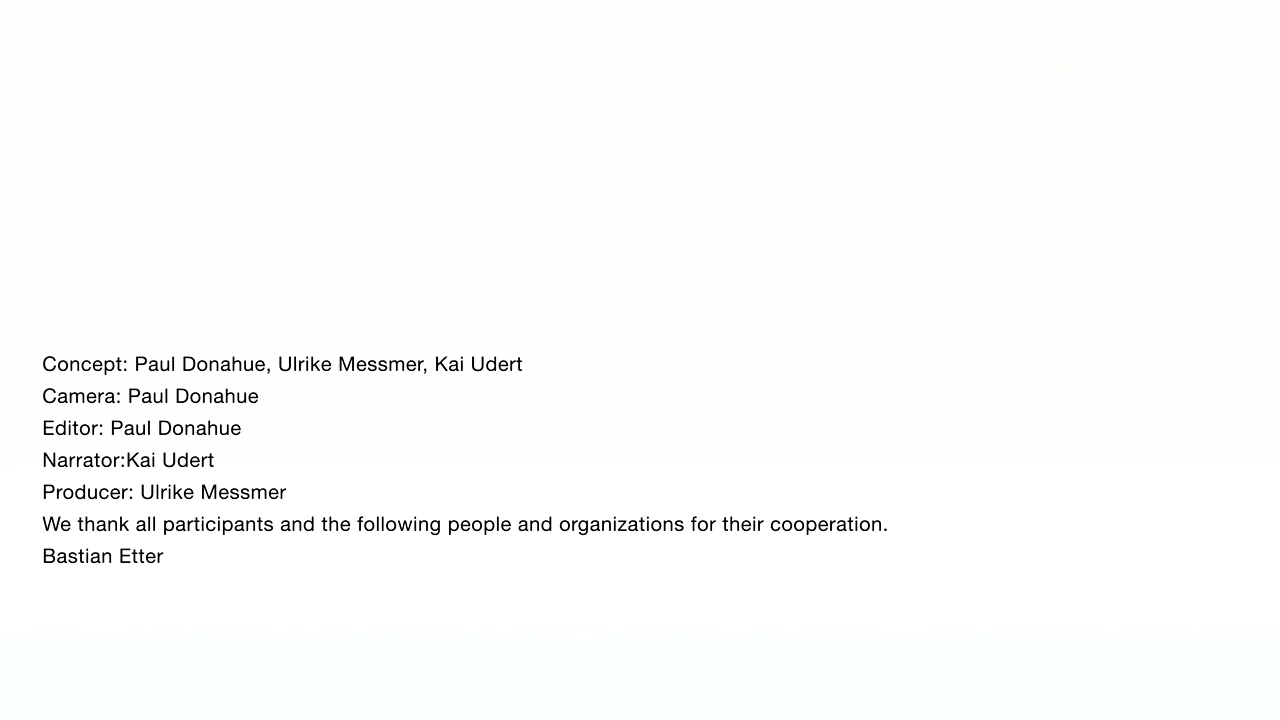 Concept: Paul Donahue, Ulrike Messmer, Kai Udert
Camera: Paul Donahue
Editor: Paul Donahue
Narrator:Kai Udert
Producer: Ulrike Messmer
We thank all participants and the following people and organizations for their cooperation.
Bastian Etter